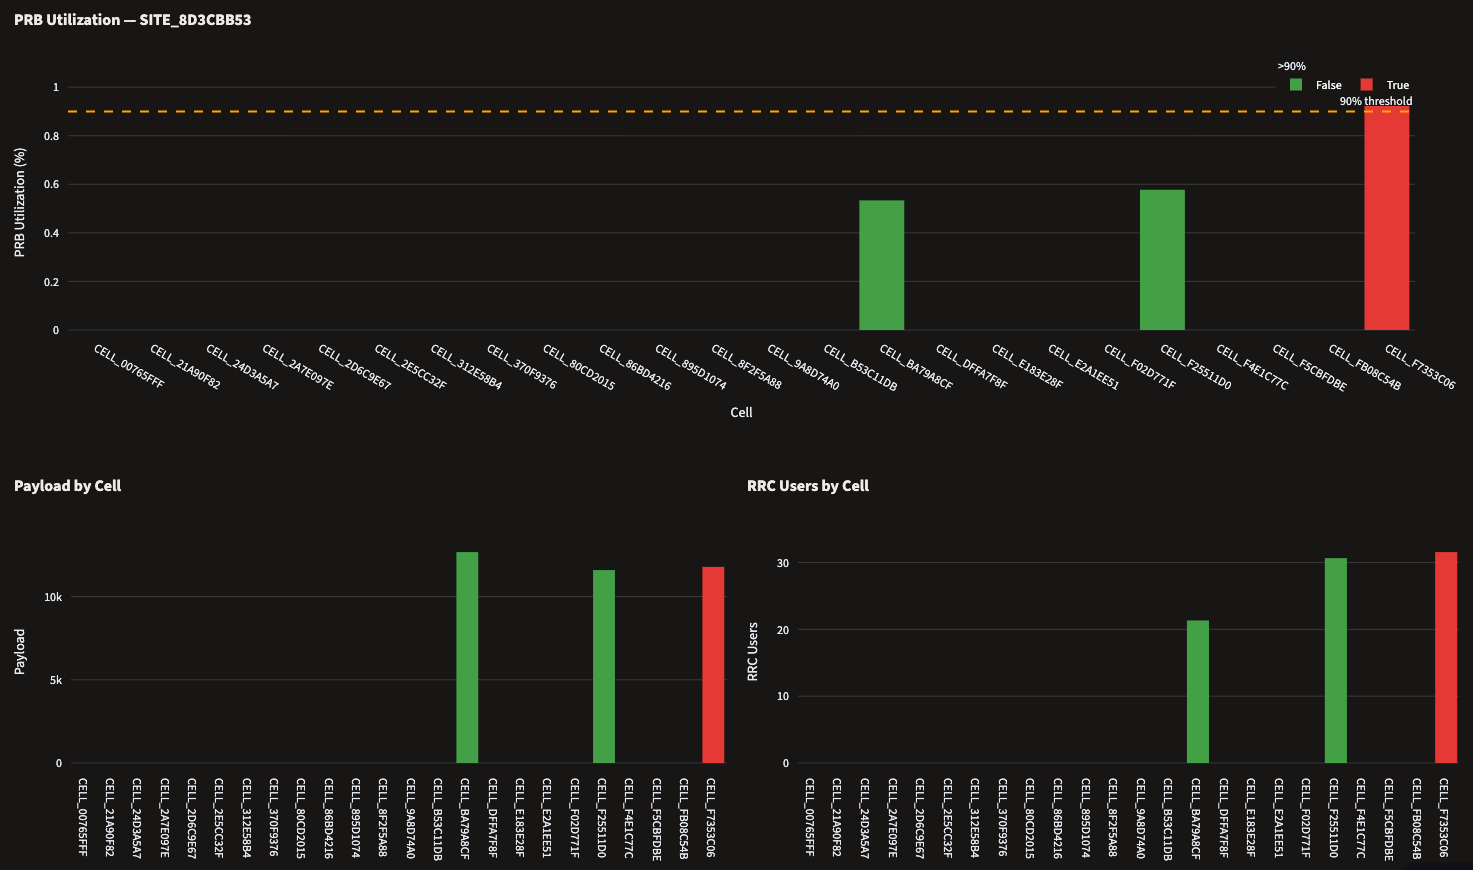 PRB Utilization — SITE_8D3CBB53
>90%
False
True
90% threshold
PRB Utilization (%)
1
0.8
0.6
0.4
0.2
0
CELL_00765FFF
CELL_21A90F82
CELL_24D3A5A7
CELL_2A7E097E
CELL_2D6C9E67
CELL_2E5CC32F
CELL_312E58B4
CELL_370F9376
CELL_80CD2015
CELL_86BD4216
CELL_895D1074
CELL_8F2F5A88
CELL_9A8D74A0
CELL_B53C11DB
CELL_BA79A8CF
CELL_DFFA7F8F
CELL_E183E28F
CELL_E2A1EE51
CELL_F02D771F
CELL_F25511D0
CELL_F4E1C77C
CELL_F5CBFDBE
CELL_FB08C54B
CELL_F7353C06
Cell
Payload by Cell
Payload
10k
5k
0
CELL_00765FFF
CELL_21A90F82
CELL_24D3A5A7
CELL_2A7E097E
CELL_2D6C9E67
CELL_2E5CC32F
CELL_312E58B4
CELL_370F9376
CELL_80CD2015
CELL_86BD4216
CELL_895D1074
CELL_8F2F5A88
CELL_9A8D74A0
CELL_B53C11DB
CELL_BA79A8CF
CELL_DFFA7F8F
CELL_E183E28F
CELL_E2A1EE51
CELL_F02D771F
CELL_F25511D0
CELL_F4E1C77C
CELL_F5CBFDBE
CELL_FB08C54B
CELL_F7353C06
RRC Users by Cell
RRC Users
30
20
10
0
CELL_00765FFF
CELL_21A90F82
CELL_24D3A5A7
CELL_2A7E097E
CELL_2D6C9E67
CELL_2E5CC32F
CELL_312E58B4
CELL_370F9376
CELL_80CD2015
CELL_86BD4216
CELL_895D1074
CELL_8F2F5A88
CELL_9A8D74A0
CELL_B53C11DB
CELL_BA79A8CF
CELL_DFFA7F8F
CELL_E183E28F
CELL_E2A1EE51
CELL_F02D771F
CELL_F25511D0
CELL_F4E1C77C
CELL_F5CBFDBE
CELL_FB08C54B
CELL_F7353C06